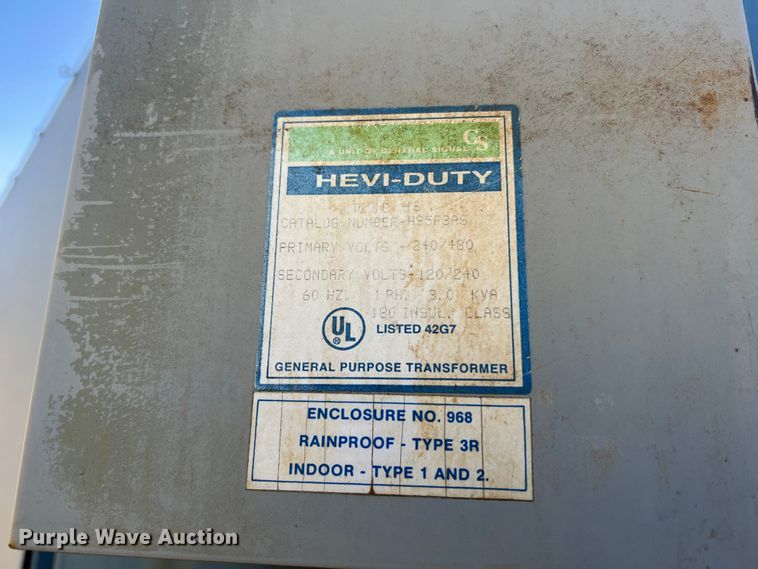 GS
A UNIT OF GENERAL SIGNAL
HEVI-DUTY
CATALOG NUMBER-HS5F3AS
PRIMARY VOLTS -240/480
SECONDARY VOLTS-120/240
60 HZ. 1 PH. 3.0 KVA
180 INSUL. CLASS
UL
®
LISTED 42G7
GENERAL PURPOSE TRANSFORMER
ENCLOSURE NO. 968
RAINPROOF - TYPE 3R
INDOOR - TYPE 1 AND 2.
Purple Wave Auction